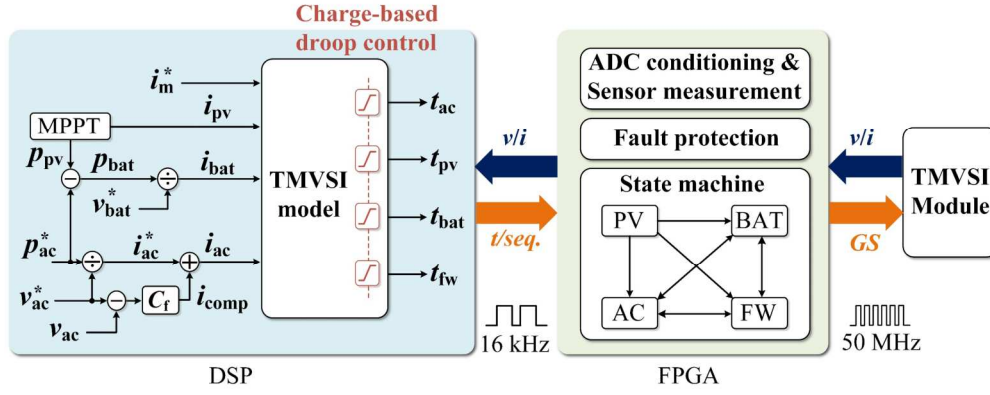 Charge-based
droop control
i*m
ipv
MPPT
ppv
pbat
ibat
−
÷
v*bat
TMVSI
model
p*ac
i*ac
iac
÷
+
v*ac
−
Cf
icomp
vac
tac
tpv
tbat
tfw
DSP
v/i
t/seq.
16 kHz
ADC conditioning &
Sensor measurement
Fault protection
State machine
PV
BAT
AC
FW
FPGA
v/i
GS
50 MHz
TMVSI
Module